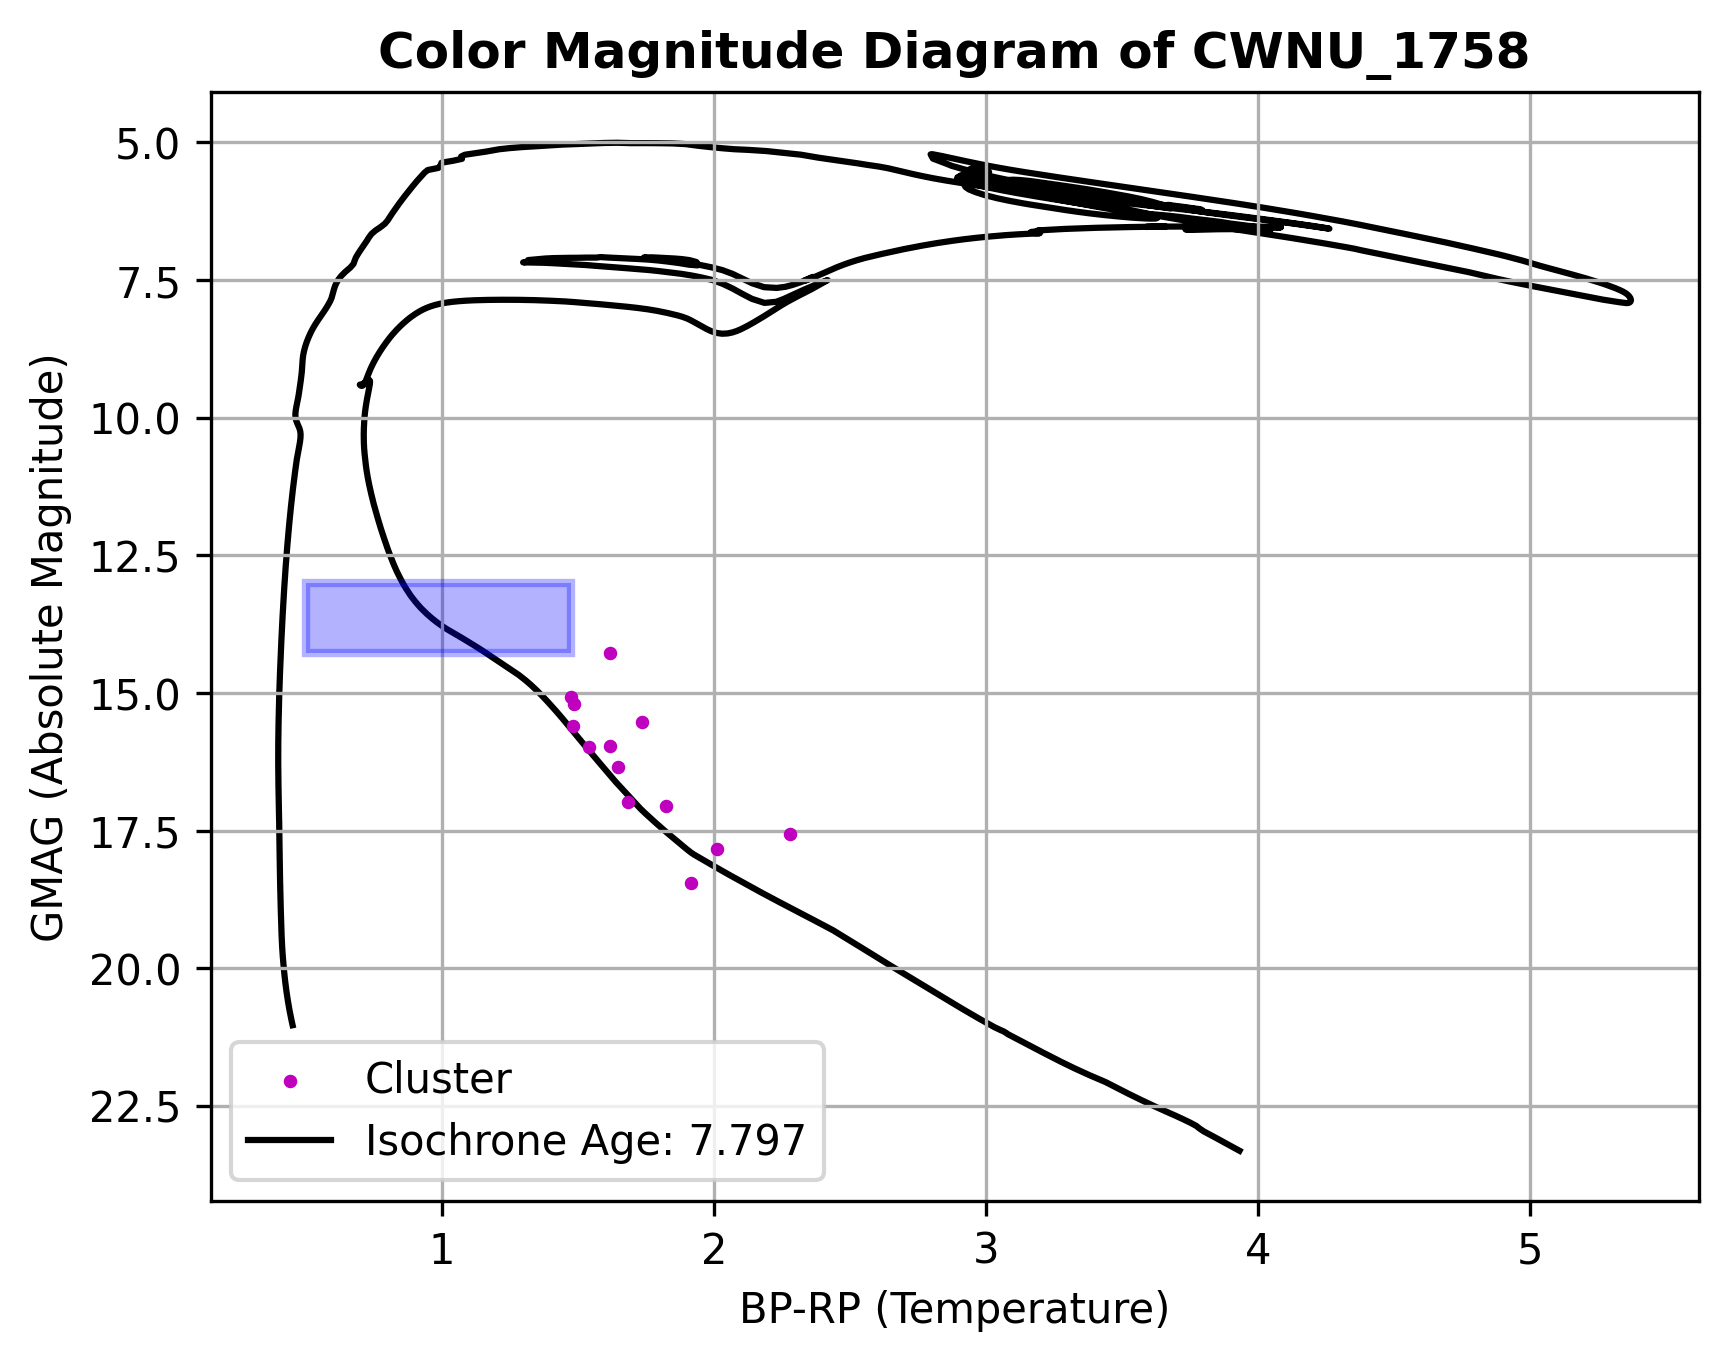 Color Magnitude Diagram of CWNU_1758
GMAG (Absolute Magnitude)
5.0
7.5
10.0
12.5
15.0
17.5
20.0
22.5
Cluster
Isochrone Age: 7.797
1 2 3 4 5
BP-RP (Temperature)